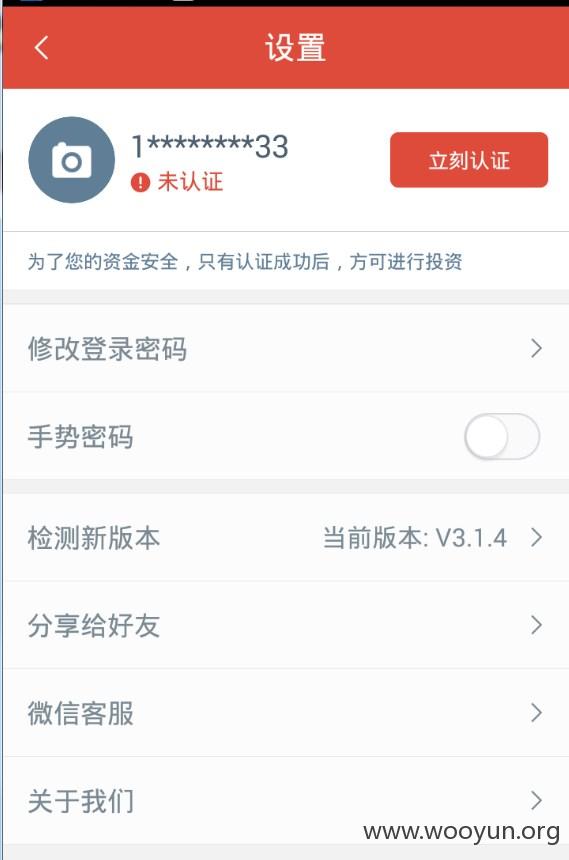 设置
1********33
未认证
立刻认证
为了您的资金安全，只有认证成功后，方可进行投资
修改登录密码
手势密码
检测新版本 当前版本: V3.1.4
分享给好友
微信客服
关于我们
www.wooyun.org